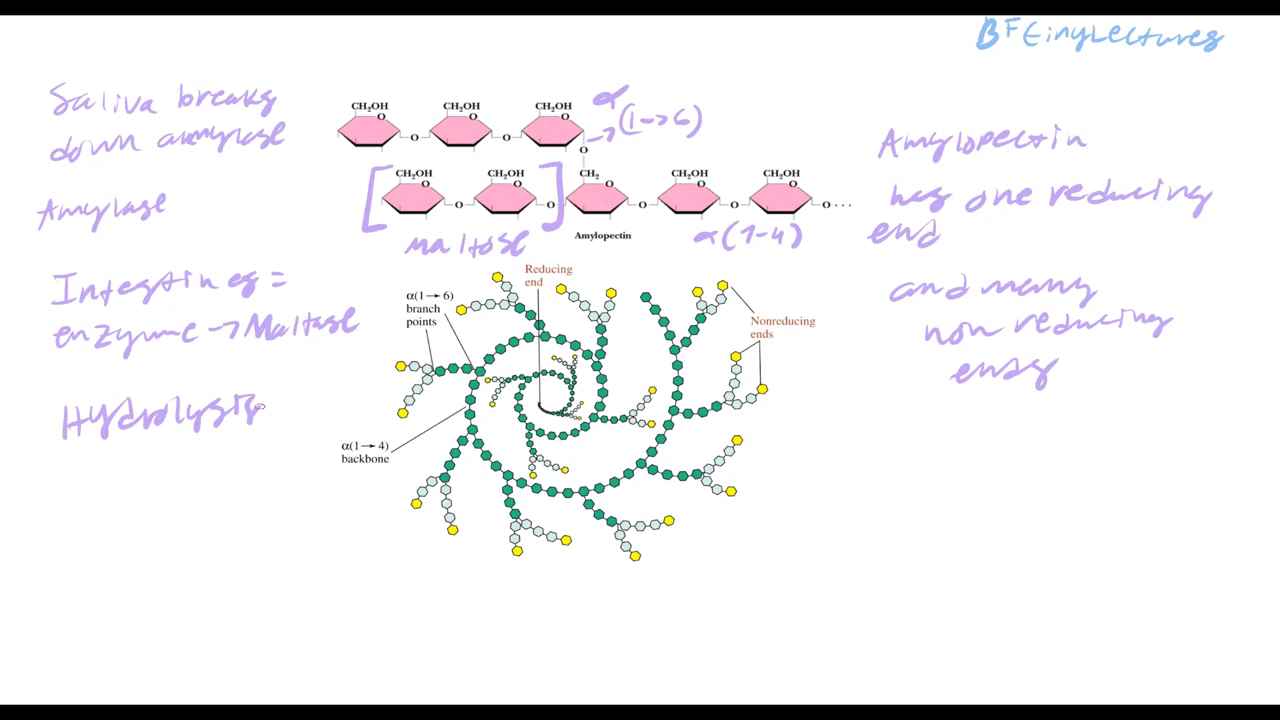 BFEinyLectures
Saliva breaks
down amylase
Amylase
Intestines =
enzyme → Maltase
Hydrolysis
CH₂OH CH₂OH CH₂OH
O O O
O O
α(1→6)
O
CH₂OH CH₂OH CH₂ CH₂OH CH₂OH
O O O O O
O O O O O ...
[ ]
maltose
Amylopectin
α(1-4)
Reducing
end
α(1→6)
branch
points
Nonreducing
ends
α(1→4)
backbone
Amylopectin
has one reducing
end
and many
non reducing
ends